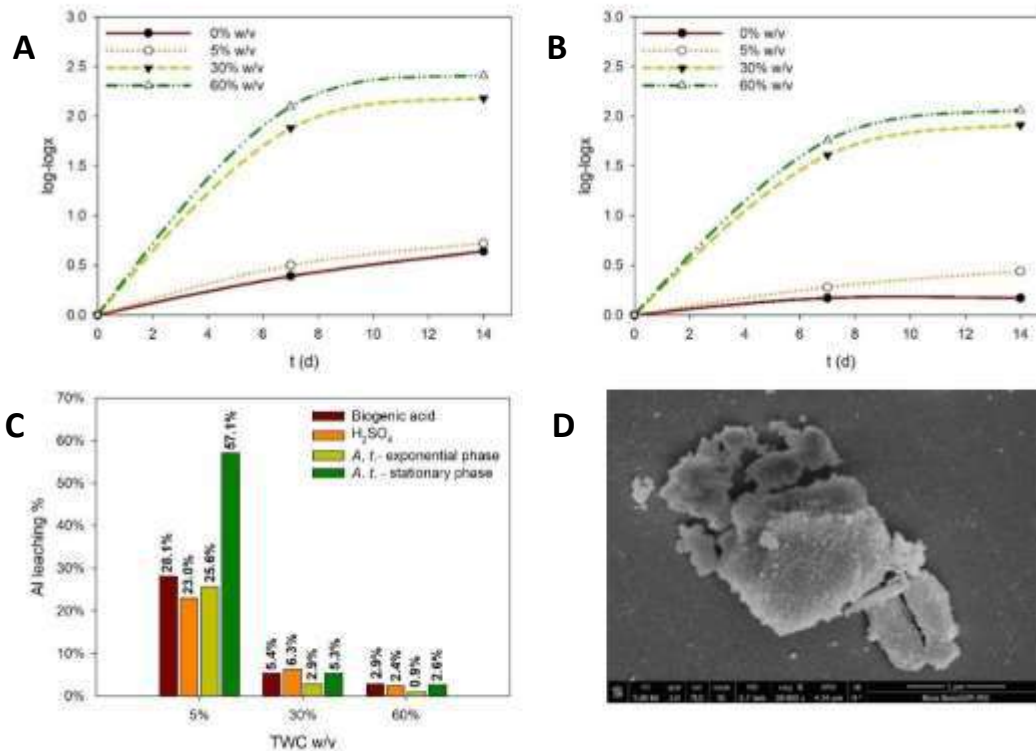 A
0% w/v
5% w/v
30% w/v
60% w/v
3.0
2.5
2.0
1.5
1.0
0.5
0.0
log-logx
0 2 4 6 8 10 12 14
t (d)
B
0% w/v
5% w/v
30% w/v
60% w/v
3.0
2.5
2.0
1.5
1.0
0.5
0.0
log-logx
0 2 4 6 8 10 12 14
t (d)
C
70%
60%
50%
40%
30%
20%
10%
0%
Al leaching %
Biogenic acid
H₂SO₄
A. t.- exponential phase
A. t. - stationary phase
28.1%
23.0%
25.6%
57.1%
5.4%
6.3%
2.9%
5.3%
2.9%
2.4%
0.9%
2.6%
5% 30% 60%
TWC w/v
D